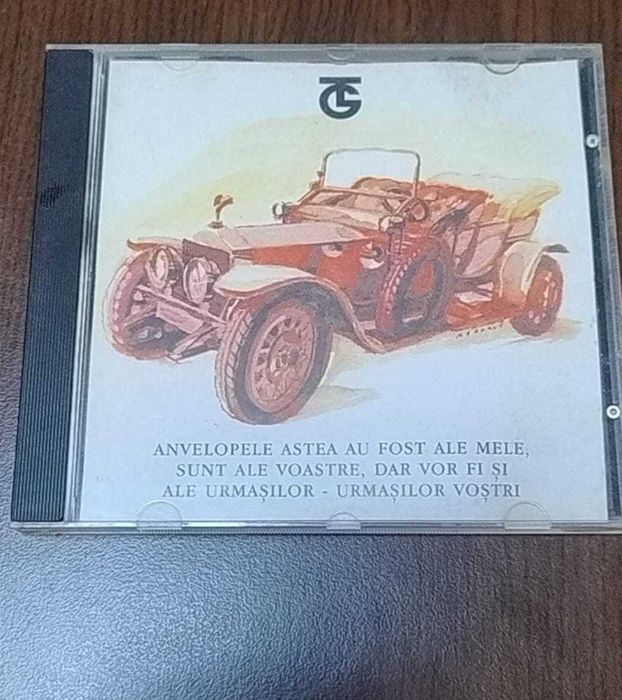 TG
ANVELOPELE ASTEA AU FOST ALE MELE,
SUNT ALE VOASTRE, DAR VOR FI ȘI
ALE URMAȘILOR - URMAȘILOR VOȘTRI